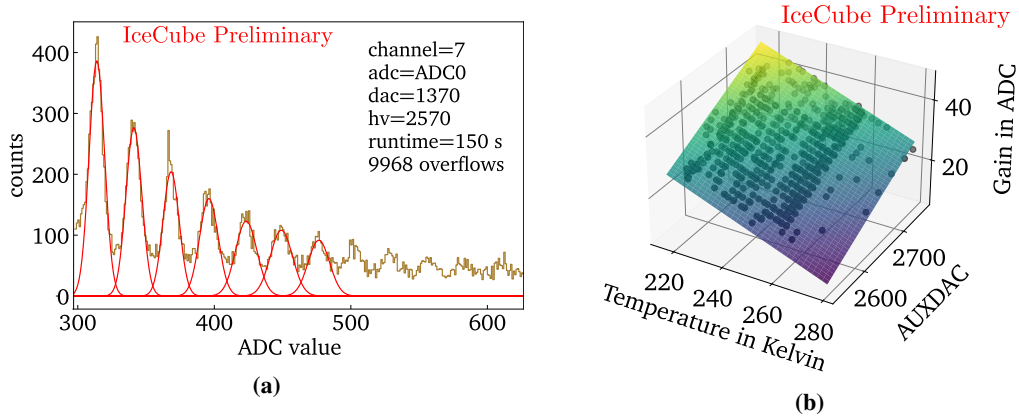 IceCube Preliminary
channel=7
adc=ADC0
dac=1370
hv=2570
runtime=150 s
9968 overflows
counts
400
300
200
100
0
300
400
500
600
ADC value
(a)
IceCube Preliminary
Gain in ADC
40
20
2700
2600
AUXDAC
220
240
260
280
Temperature in Kelvin
(b)